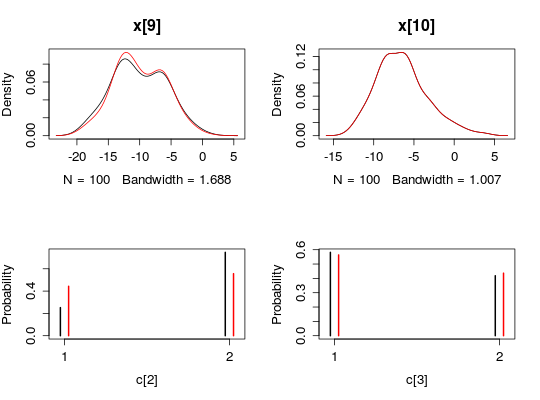 x[9]
x[10]
Density
0.00
0.06
-20 -15 -10 -5 0 5
N = 100 Bandwidth = 1.688
Density
0.00
0.06
0.12
-15 -10 -5 0 5
N = 100 Bandwidth = 1.007
Probability
0.0
0.4
1 2
c[2]
Probability
0.0
0.3
0.6
1 2
c[3]